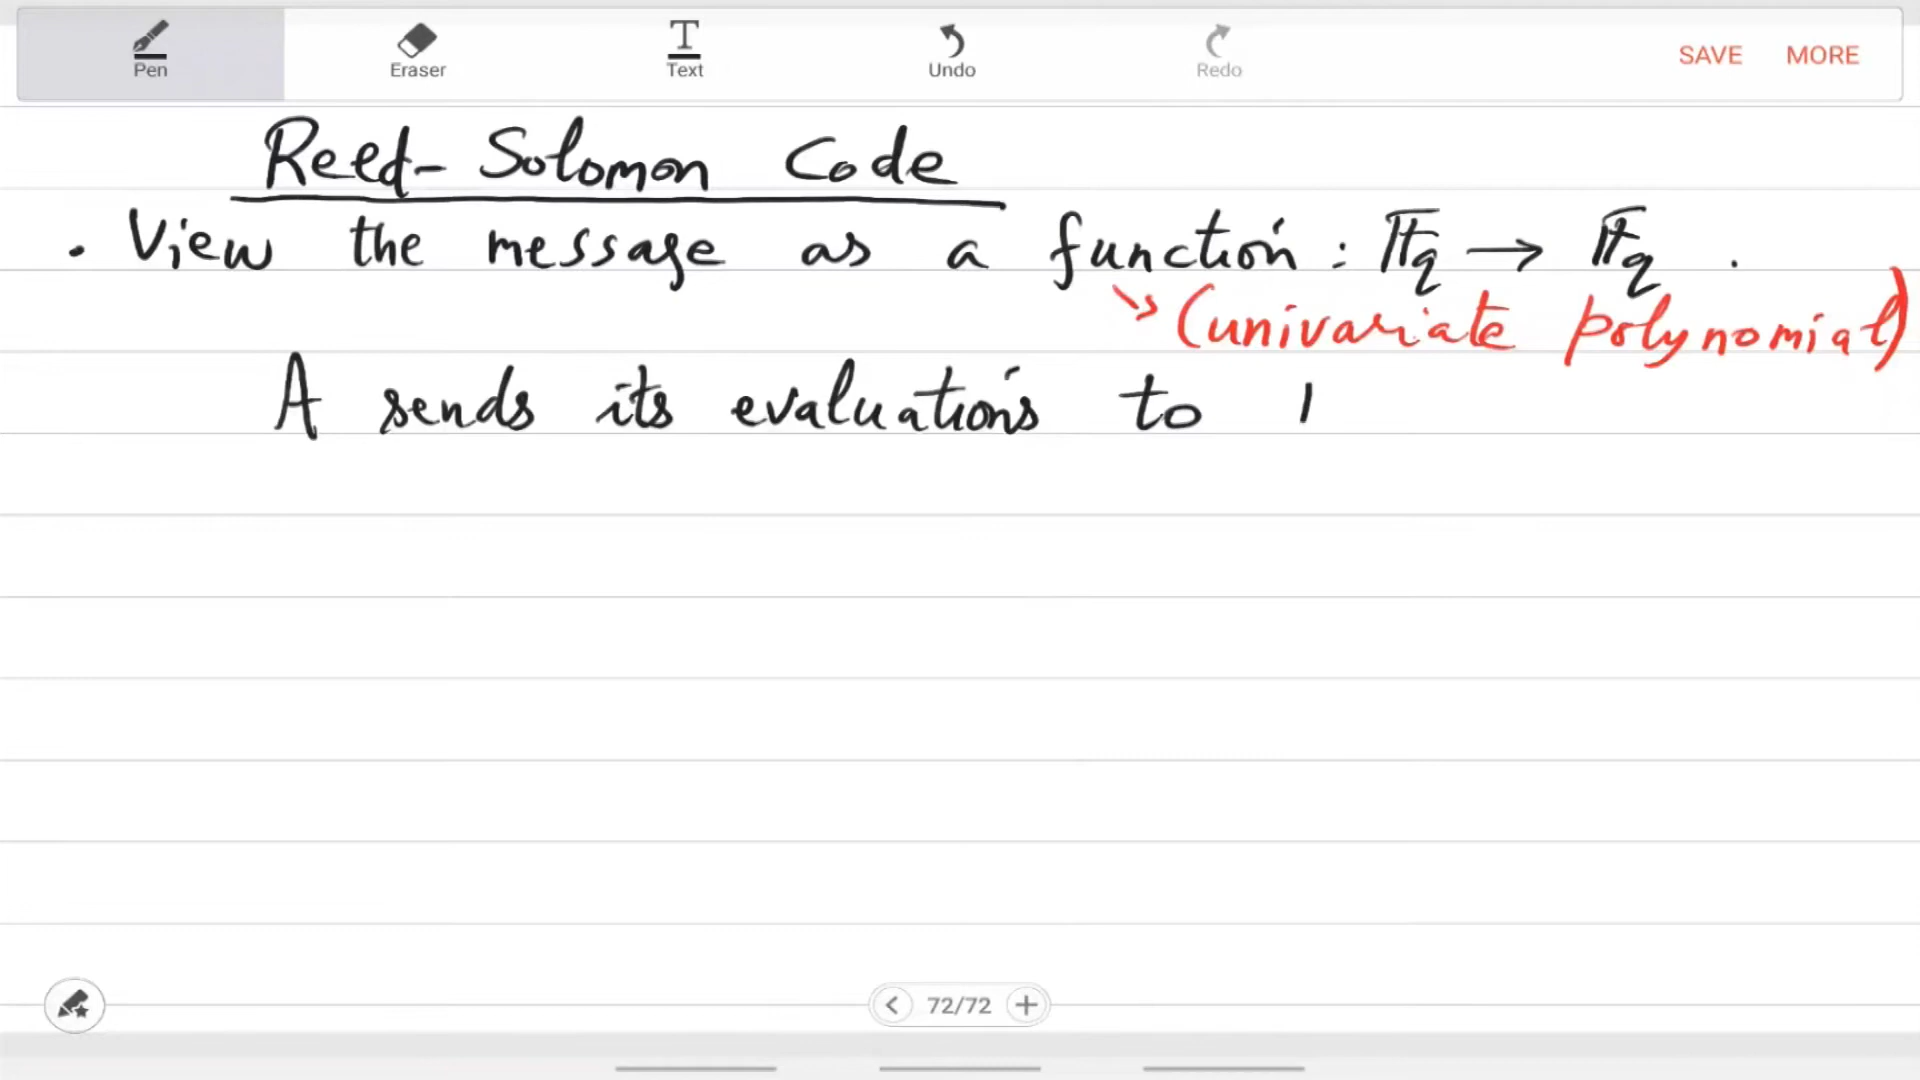 Pen Eraser Text Undo Redo SAVE MORE
Reed-Solomon Code
. View the message as a function : 𝔽q → 𝔽q .
↘ (univariate polynomial)
A sends its evaluations to
72/72